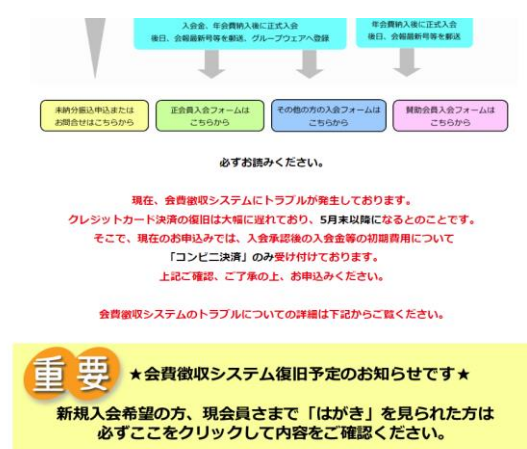 入会金、年会費納入後に正式入会
後日、会報最新号等を郵送、グループウェアへ登録
年会費納入後に正式入会
後日、会報最新号等を郵送
未納分振込申込または
お問合せはこちらから
正会員入会フォームは
こちらから
その他の方の入会フォームは
こちらから
賛助会員入会フォームは
こちらから
必ずお読みください。
現在、会費徴収システムにトラブルが発生しております。
クレジットカード決済の復旧は大幅に遅れており、5月末以降になるとのことです。
そこで、現在のお申込みでは、入会承認後の入会金等の初期費用について
「コンビニ決済」のみ受け付けております。
上記ご確認、ご了承の上、お申込みください。
会費徴収システムのトラブルについての詳細は下記からご覧ください。
重要
★会費徴収システム復旧予定のお知らせです★
新規入会希望の方、現会員さまで「はがき」を見られた方は
必ずここをクリックして内容をご確認ください。